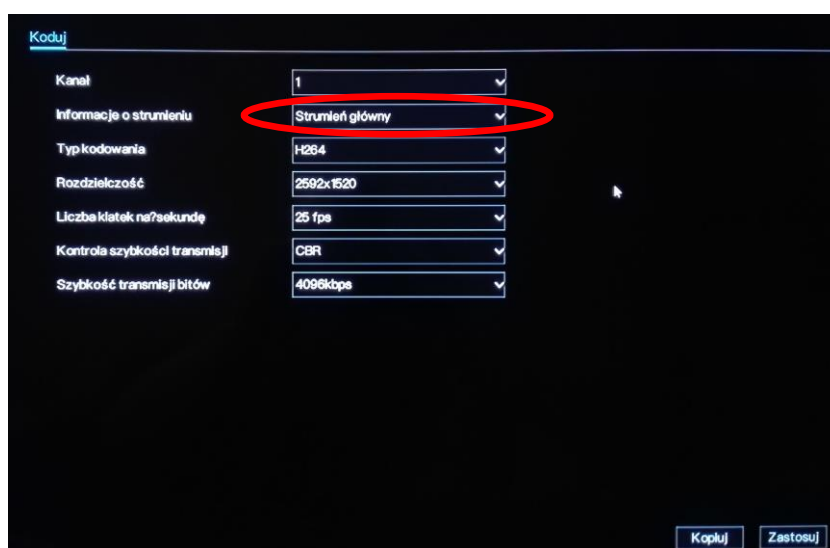 Koduj
Kanał 1
Informacje o strumieniu Strumień główny
Typ kodowania H264
Rozdzielczość 2592x1520
Liczba klatek na?sekundę 25 fps
Kontrola szybkości transmisji CBR
Szybkość transmisji bitów 4096kbps
Kopiuj Zastosuj